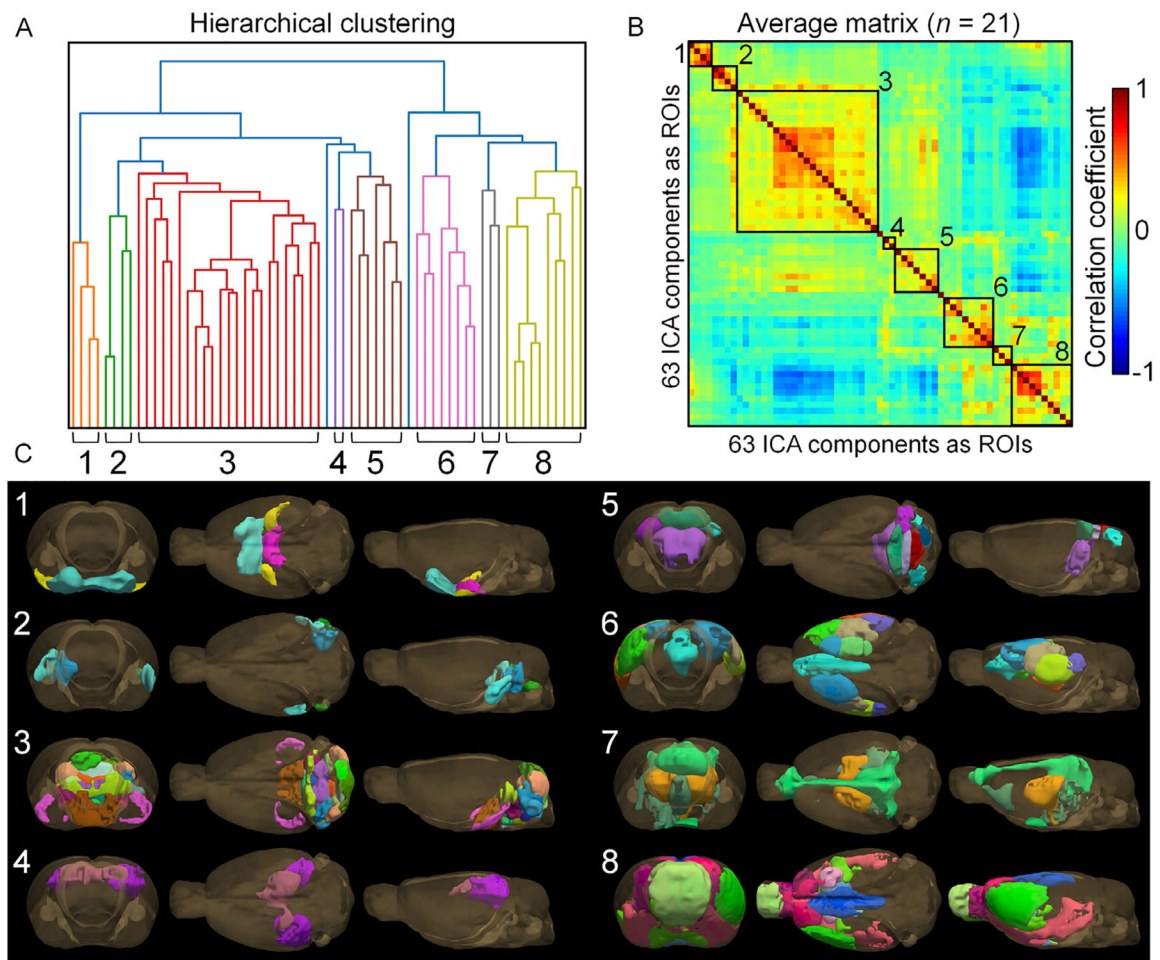 A
Hierarchical clustering
1 2 3 4 5 6 7 8
B
Average matrix (n = 21)
63 ICA components as ROIs
1
2
3
4
5
6
7
8
63 ICA components as ROIs
Correlation coefficient
1
0
-1
C
1
2
3
4
5
6
7
8